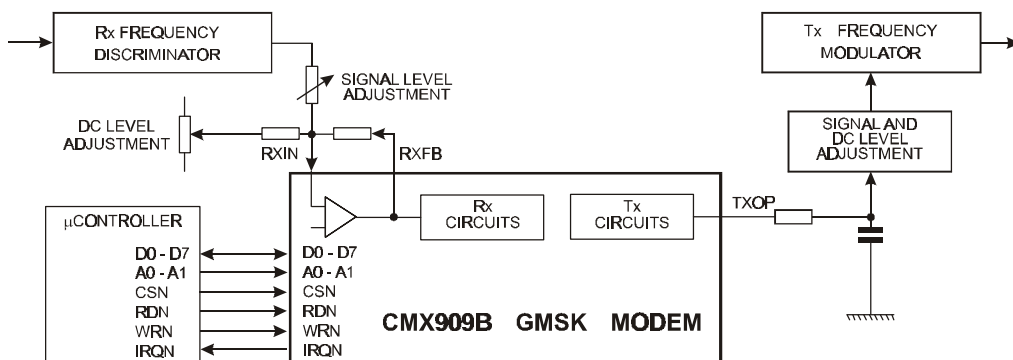 Rx FREQUENCY
DISCRIMINATOR
Tx FREQUENCY
MODULATOR
SIGNAL LEVEL
ADJUSTMENT
DC LEVEL
ADJUSTMENT
SIGNAL AND
DC LEVEL
ADJUSTMENT
RXIN
RXFB
TXOP
Rx
CIRCUITS
Tx
CIRCUITS
µCONTROLLER
D0 - D7
A0 - A1
CSN
RDN
WRN
IRQN
D0 - D7
A0 - A1
CSN
RDN
WRN
IRQN
CMX909B GMSK MODEM